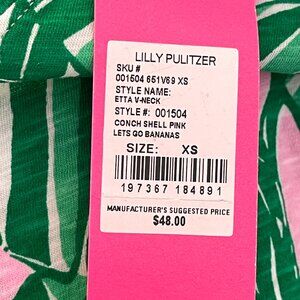 LILLY PULITZER
SKU #
001504 651V69 XS
STYLE NAME:
ETTA V-NECK
STYLE #: 001504
CONCH SHELL PINK
LETS GO BANANAS
SIZE: XS
197367 184891
MANUFACTURER'S SUGGESTED PRICE
$48.00